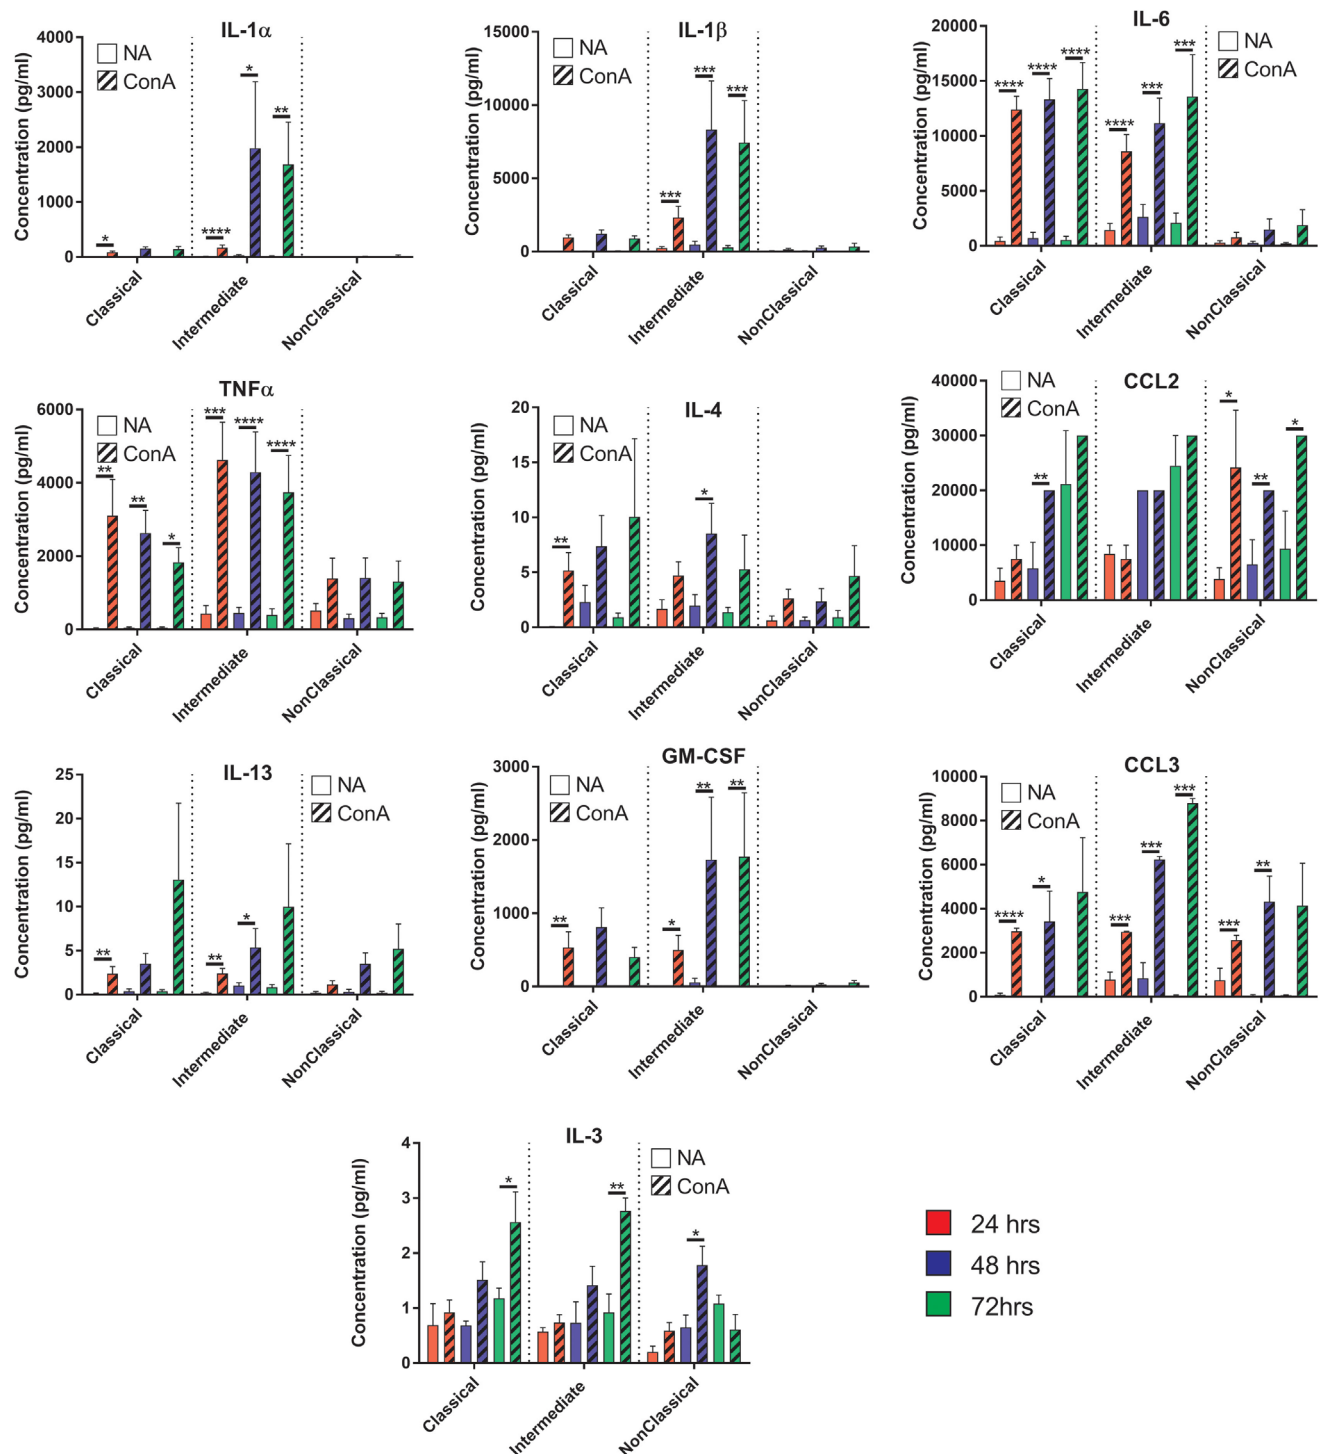 IL-1α
NA
ConA
Concentration (pg/ml)
4000
3000
2000
1000
0
* **** * **
Classical
Intermediate
NonClassical
IL-1β
NA
ConA
Concentration (pg/ml)
15000
10000
5000
0
*** *** ***
Classical
Intermediate
NonClassical
IL-6
NA
ConA
Concentration (pg/ml)
20000
15000
10000
5000
0
**** **** **** **** *** ***
Classical
Intermediate
NonClassical
TNFα
NA
ConA
Concentration (pg/ml)
6000
4000
2000
0
** ** * *** **** ****
Classical
Intermediate
NonClassical
IL-4
NA
ConA
Concentration (pg/ml)
20
15
10
5
0
** *
Classical
Intermediate
NonClassical
CCL2
NA
ConA
Concentration (pg/ml)
40000
30000
20000
10000
0
** * ** *
Classical
Intermediate
NonClassical
IL-13
NA
ConA
Concentration (pg/ml)
25
20
15
10
5
0
** ** *
Classical
Intermediate
NonClassical
GM-CSF
NA
ConA
Concentration (pg/ml)
3000
2000
1000
0
** * ** **
Classical
Intermediate
NonClassical
CCL3
NA
ConA
Concentration (pg/ml)
10000
8000
6000
4000
2000
0
**** * *** *** *** *** **
Classical
Intermediate
NonClassical
IL-3
NA
ConA
Concentration (pg/ml)
4
3
2
1
0
* ** *
Classical
Intermediate
NonClassical
24 hrs
48 hrs
72hrs